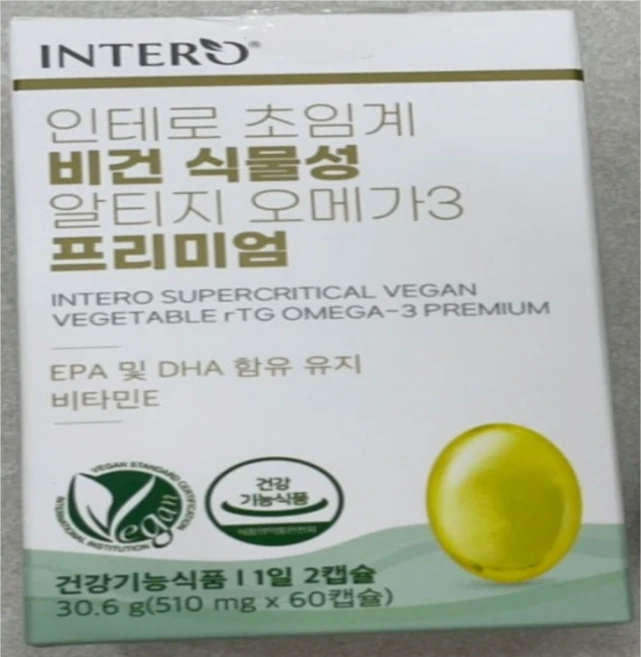 INTERO®
인테로 초임계
비건 식물성
알티지 오메가3
프리미엄
INTERO SUPERCRITICAL VEGAN
VEGETABLE rTG OMEGA-3 PREMIUM
EPA 및 DHA 함유 유지
비타민E
VEGAN STANDARD CERTIFICATION
Vegan
INTERNATIONAL INSTITUTION
건강
기능식품
건강기능식품 | 1일 2캡슐
30.6 g(510 mg x 60캡슐)